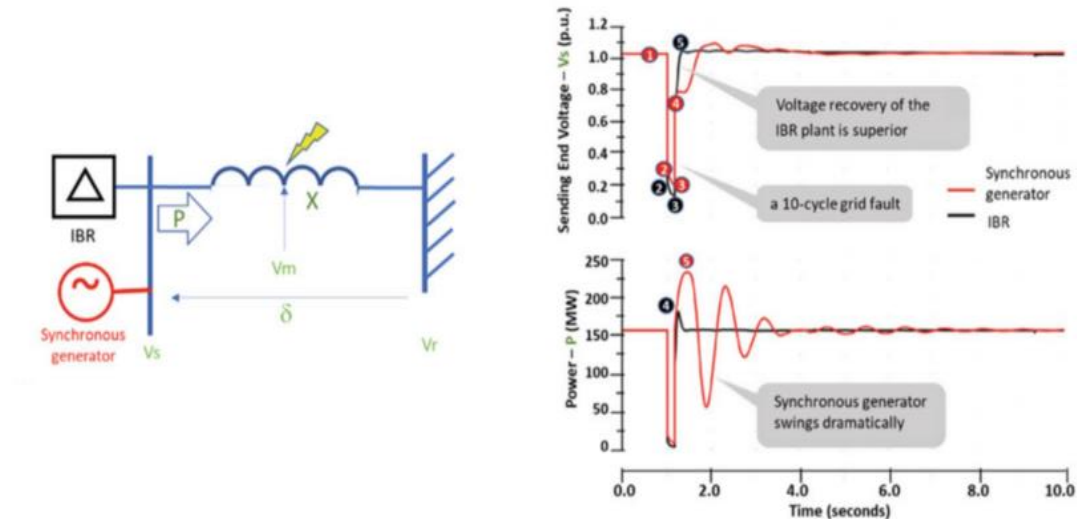 IBR
P
X
Vm
δ
Synchronous
generator
Vs
Vr
Sending End Voltage – Vs (p.u.)
1.2
1.0
0.8
0.6
0.4
0.2
0.0
1
5
4
2
2
3
3
Voltage recovery of the
IBR plant is superior
a 10-cycle grid fault
Synchronous
generator
IBR
Power – P (MW)
250
200
150
100
50
0
5
4
Synchronous generator
swings dramatically
0.0 2.0 4.0 6.0 8.0 10.0
Time (seconds)